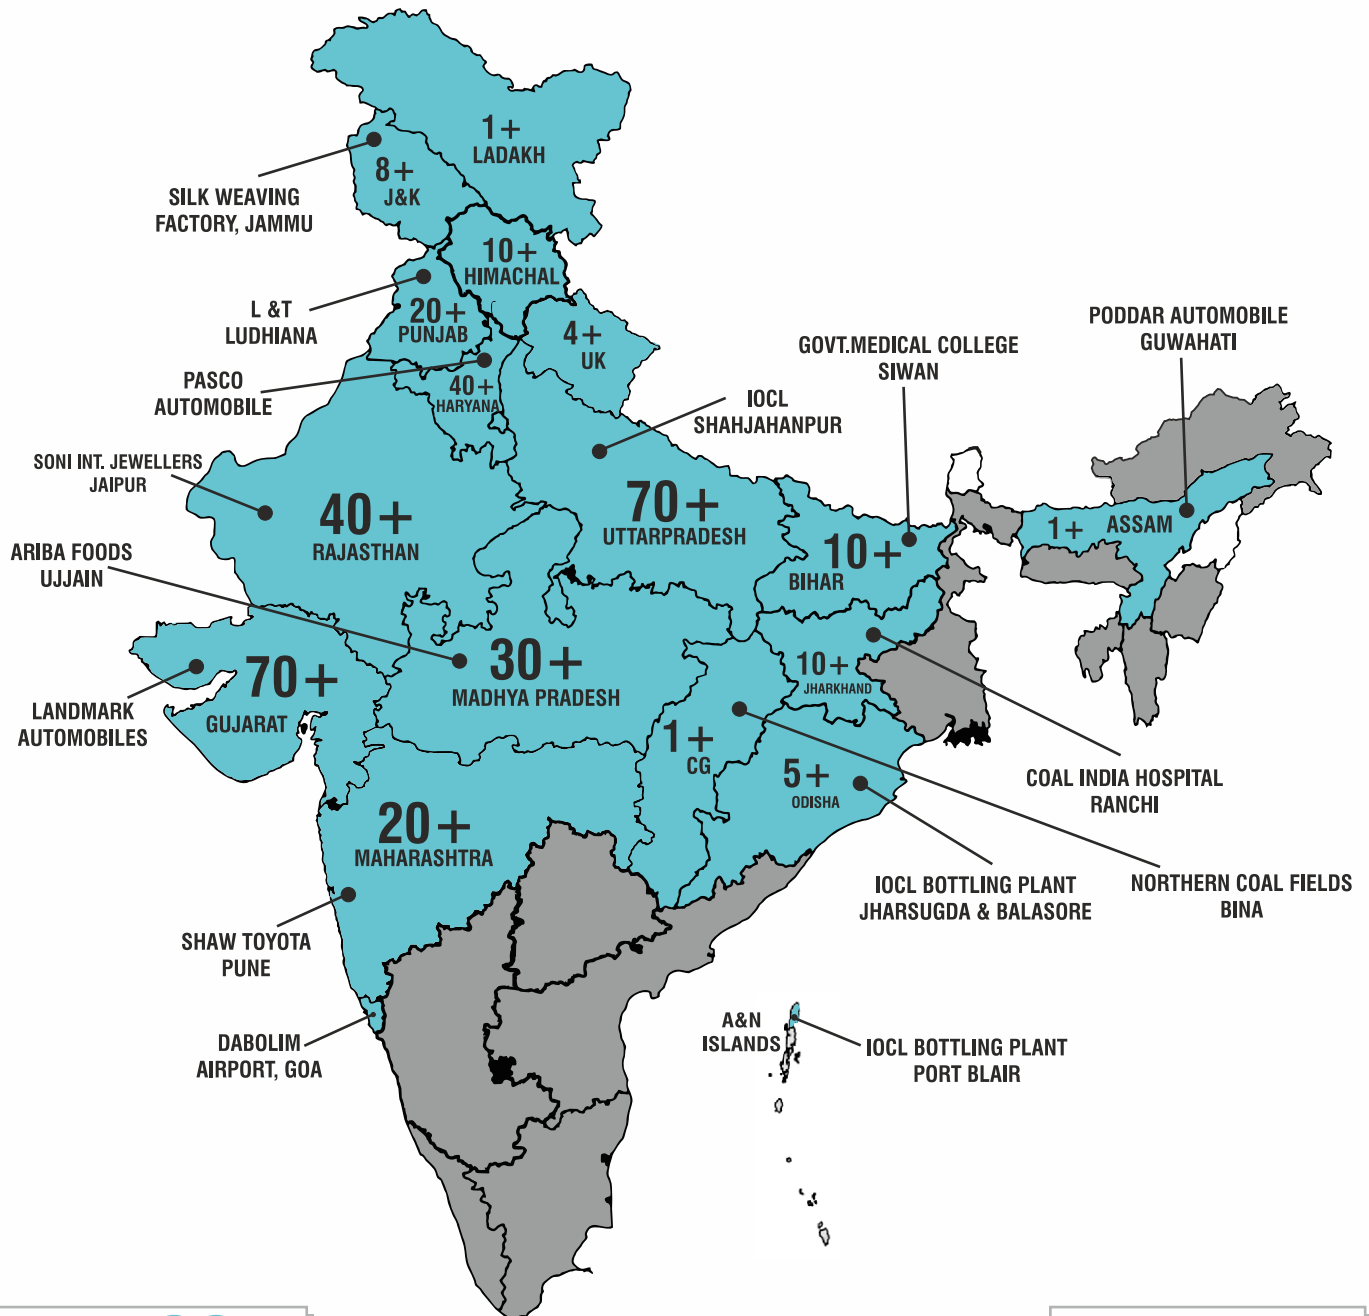 1+
LADAKH
8+
J&K
SILK WEAVING
FACTORY, JAMMU
10+
HIMACHAL
L &T
LUDHIANA
20+
PUNJAB
4+
UK
PODDAR AUTOMOBILE
GUWAHATI
GOVT.MEDICAL COLLEGE
SIWAN
PASCO
AUTOMOBILE
40+
HARYANA
IOCL
SHAHJAHANPUR
SONI INT. JEWELLERS
JAIPUR
40+
RAJASTHAN
70+
UTTARPRADESH
10+
BIHAR
1+ ASSAM
ARIBA FOODS
UJJAIN
30+
MADHYA PRADESH
10+
JHARKHAND
70+
GUJARAT
LANDMARK
AUTOMOBILES
1+
CG
5+
ODISHA
COAL INDIA HOSPITAL
RANCHI
20+
MAHARASHTRA
IOCL BOTTLING PLANT
JHARSUGDA & BALASORE
NORTHERN COAL FIELDS
BINA
SHAW TOYOTA
PUNE
DABOLIM
AIRPORT, GOA
A&N
ISLANDS
IOCL BOTTLING PLANT
PORT BLAIR